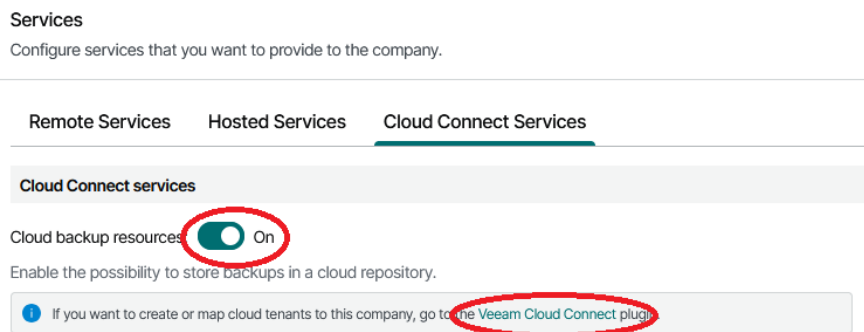 Services
Configure services that you want to provide to the company.
Remote Services Hosted Services Cloud Connect Services
Cloud Connect services
Cloud backup resources On
Enable the possibility to store backups in a cloud repository.
If you want to create or map cloud tenants to this company, go to the Veeam Cloud Connect plugin.